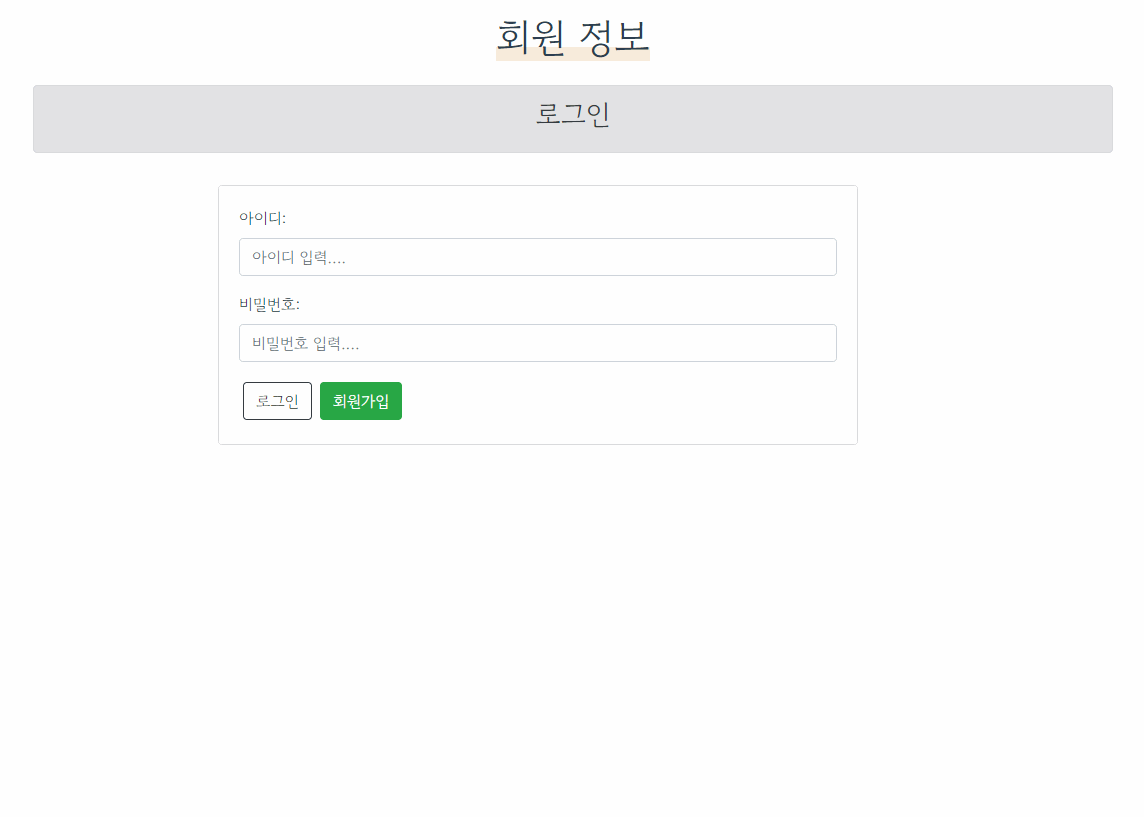 회원 정보
로그인
아이디:
아이디 입력....
비밀번호:
비밀번호 입력....
로그인 회원가입